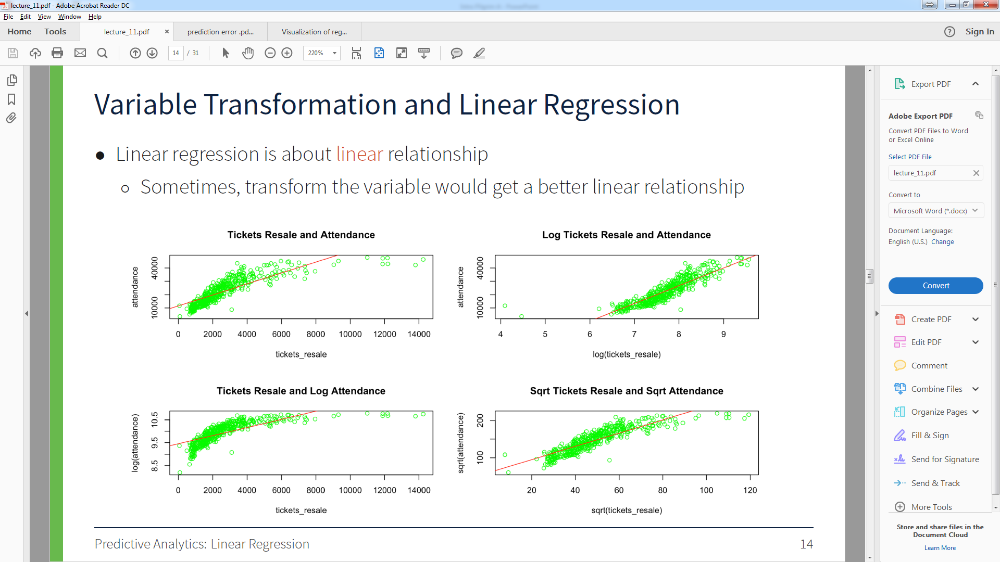 lecture_11.pdf - Adobe Acrobat Reader DC
File Edit View Window Help
Home Tools lecture_11.pdf × prediction error .pd... Visualization of reg... Sign In
14 / 31 220%
Variable Transformation and Linear Regression
● Linear regression is about linear relationship
○ Sometimes, transform the variable would get a better linear relationship
Tickets Resale and Attendance
attendance
10000 40000
0 2000 4000 6000 8000 10000 12000 14000
tickets_resale
Log Tickets Resale and Attendance
attendance
10000 40000
4 5 6 7 8 9
log(tickets_resale)
Tickets Resale and Log Attendance
log(attendance)
8.5 9.5 10.5
0 2000 4000 6000 8000 10000 12000 14000
tickets_resale
Sqrt Tickets Resale and Sqrt Attendance
sqrt(attendance)
100 200
20 40 60 80 100 120
sqrt(tickets_resale)
Predictive Analytics: Linear Regression 14
Export PDF
Adobe Export PDF
Convert PDF Files to Word
or Excel Online
Select PDF File
lecture_11.pdf
Convert to
Microsoft Word (*.docx)
Document Language:
English (U.S.) Change
Convert
Create PDF
Edit PDF
Comment
Combine Files
Organize Pages
Fill & Sign
Send for Signature
Send & Track
More Tools
Store and share files in the
Document Cloud
Learn More